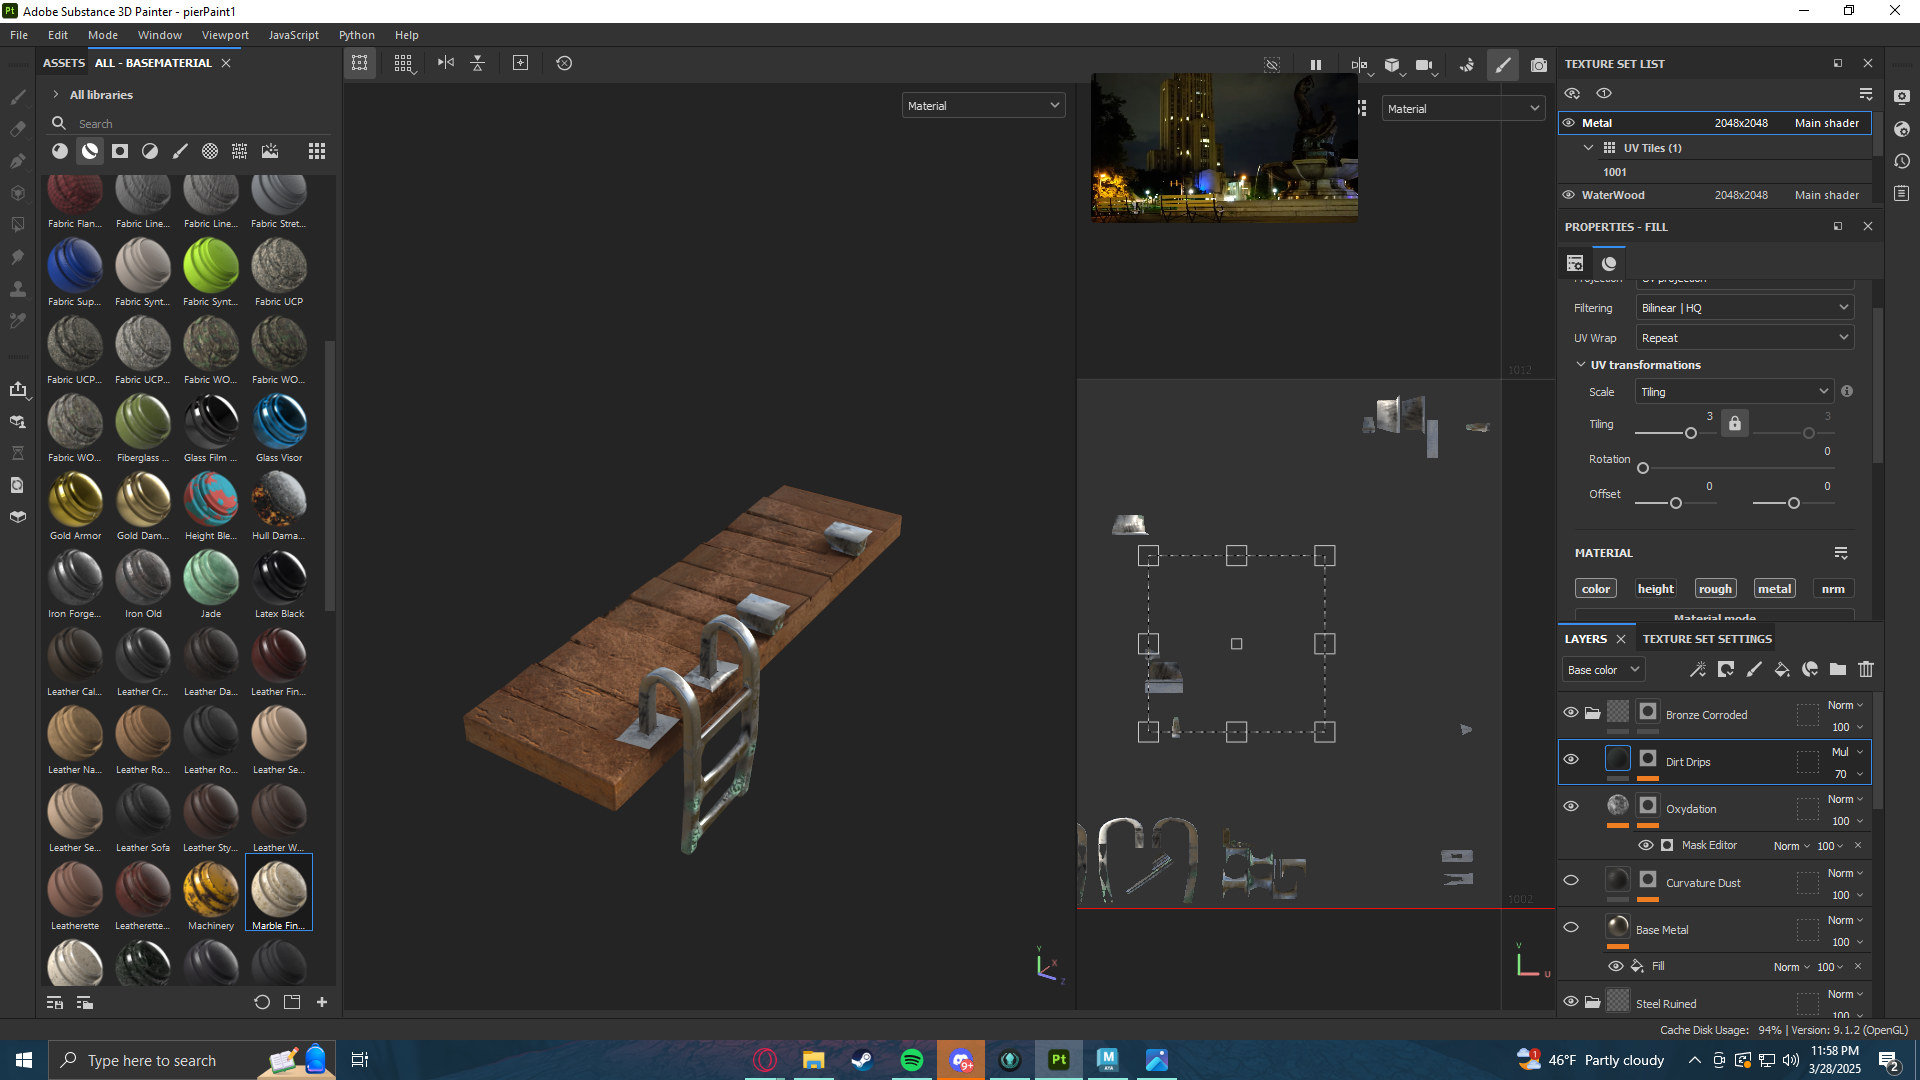 Adobe Substance 3D Painter - pierPaint1
File Edit Mode Window Viewport JavaScript Python Help
ASSETS ALL - BASEMATERIAL
All libraries
Search
Fabric Flan... Fabric Line... Fabric Line... Fabric Stret...
Fabric Sup... Fabric Synt... Fabric Synt... Fabric UCP
Fabric UCP... Fabric UCP... Fabric WO... Fabric WO...
Fabric WO... Fiberglass ... Glass Film ... Glass Visor
Gold Armor Gold Dam... Height Ble... Hull Dama...
Iron Forge... Iron Old Jade Latex Black
Leather Cal... Leather Cr... Leather Da... Leather Fin...
Leather Na... Leather Ro... Leather Ro... Leather Se...
Leather Se... Leather Sofa Leather Sty... Leather W...
Leatherette Leatherette... Machinery Marble Fin...
Material
Material
1012
1002
Y
X
Z
V
U
TEXTURE SET LIST
Metal 2048x2048 Main shader
UV Tiles (1)
1001
WaterWood 2048x2048 Main shader
PROPERTIES - FILL
Projection UV projection
Filtering Bilinear | HQ
UV Wrap Repeat
UV transformations
Scale Tiling
Tiling 3 3
Rotation 0
Offset 0 0
MATERIAL
color height rough metal nrm
Material mode
LAYERS TEXTURE SET SETTINGS
Base color
Bronze Corroded Norm 100
Dirt Drips Mul 70
Oxydation Norm 100
Mask Editor Norm 100
Curvature Dust Norm 100
Base Metal Norm 100
Fill Norm 100
Steel Ruined Norm 100
Cache Disk Usage: 94% | Version: 9.1.2 (OpenGL)
Type here to search
9+
Pt
M
1
46°F Partly cloudy
11:58 PM
3/28/2025
2